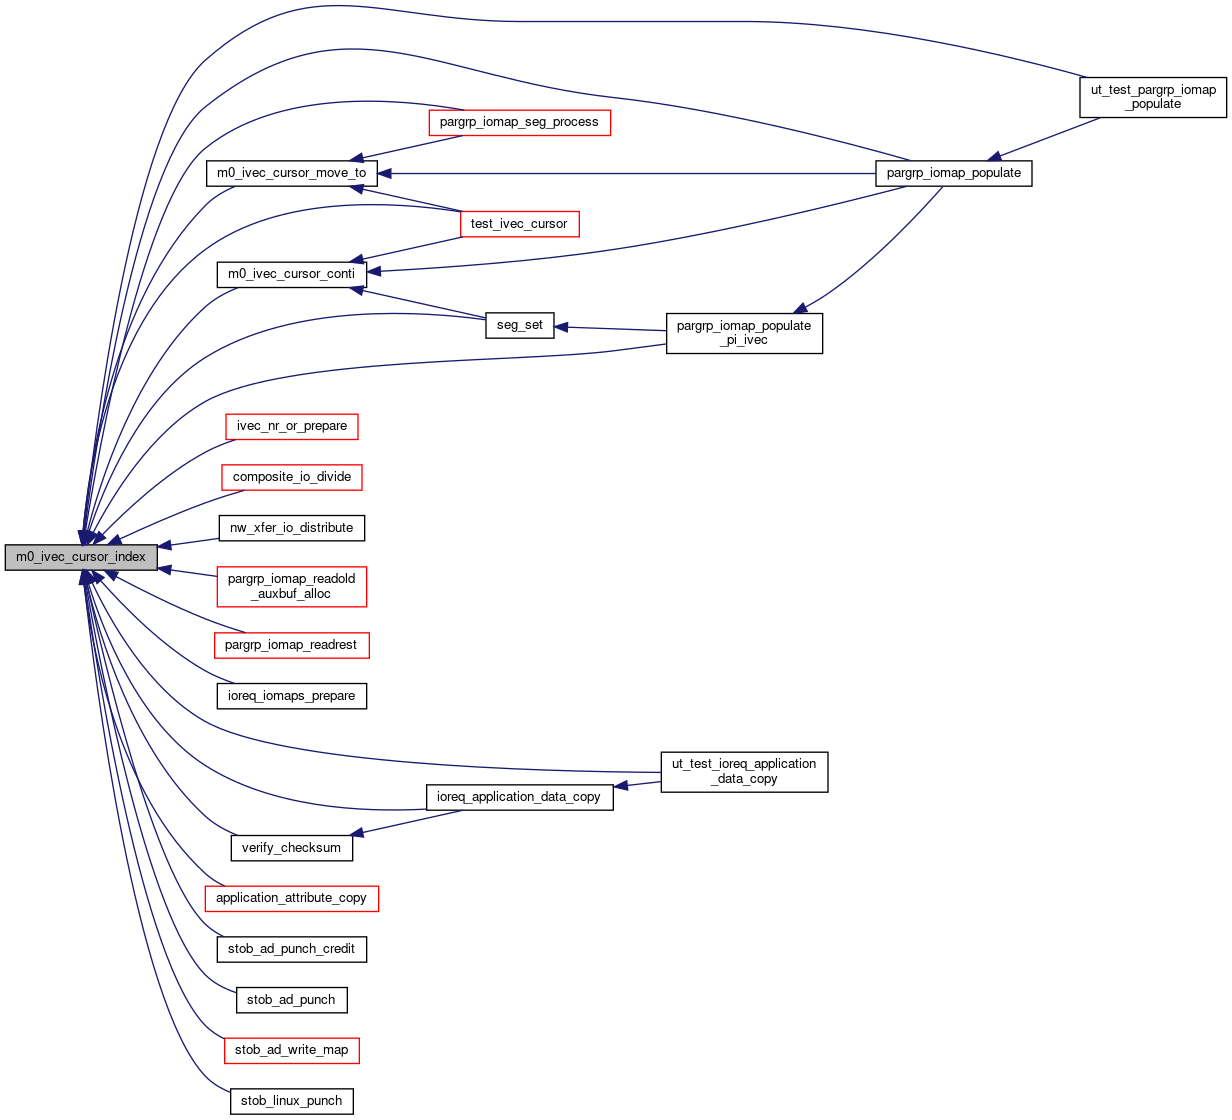 ut_test_pargrp_iomap
_populate
pargrp_iomap_seg_process
m0_ivec_cursor_move_to
pargrp_iomap_populate
test_ivec_cursor
m0_ivec_cursor_conti
seg_set
pargrp_iomap_populate
_pi_ivec
ivec_nr_or_prepare
composite_io_divide
nw_xfer_io_distribute
m0_ivec_cursor_index
pargrp_iomap_readold
_auxbuf_alloc
pargrp_iomap_readrest
ioreq_iomaps_prepare
ut_test_ioreq_application
_data_copy
ioreq_application_data_copy
verify_checksum
application_attribute_copy
stob_ad_punch_credit
stob_ad_punch
stob_ad_write_map
stob_linux_punch